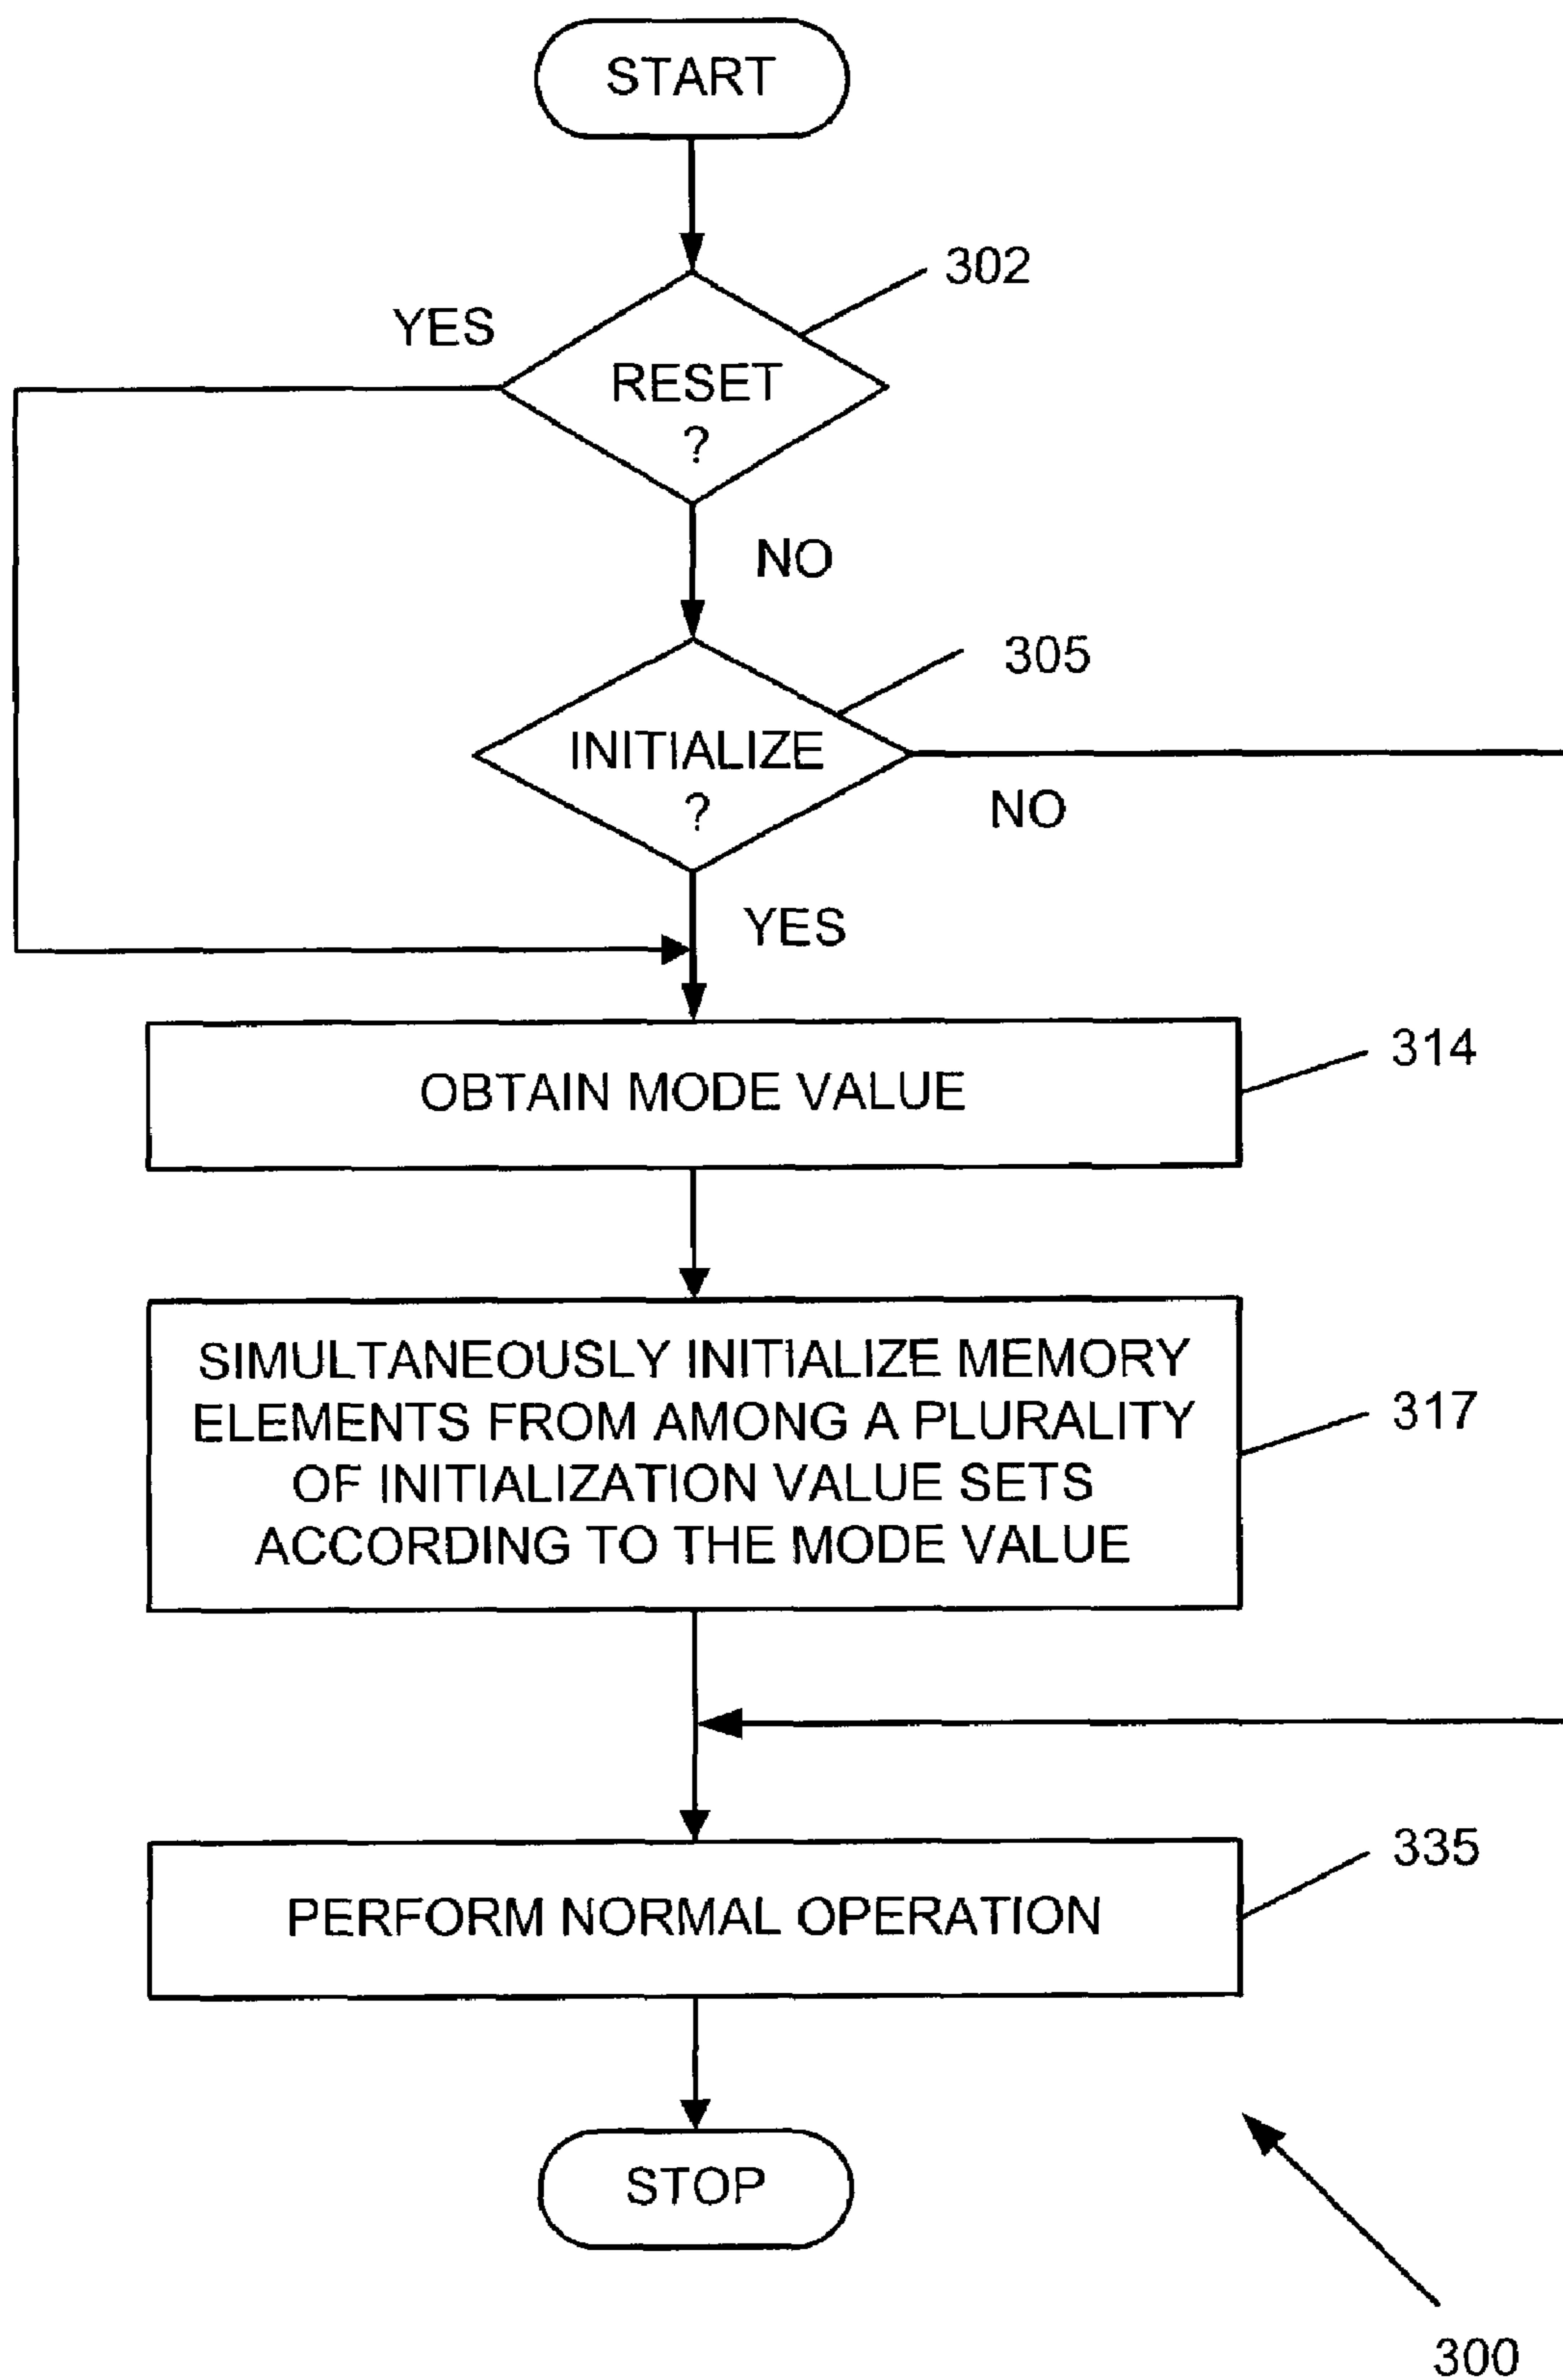 START
302
YES
RESET
?
NO
305
INITIALIZE
?
NO
YES
314
OBTAIN MODE VALUE
SIMULTANEOUSLY INITIALIZE MEMORY
ELEMENTS FROM AMONG A PLURALITY
OF INITIALIZATION VALUE SETS
ACCORDING TO THE MODE VALUE
317
335
PERFORM NORMAL OPERATION
STOP
300